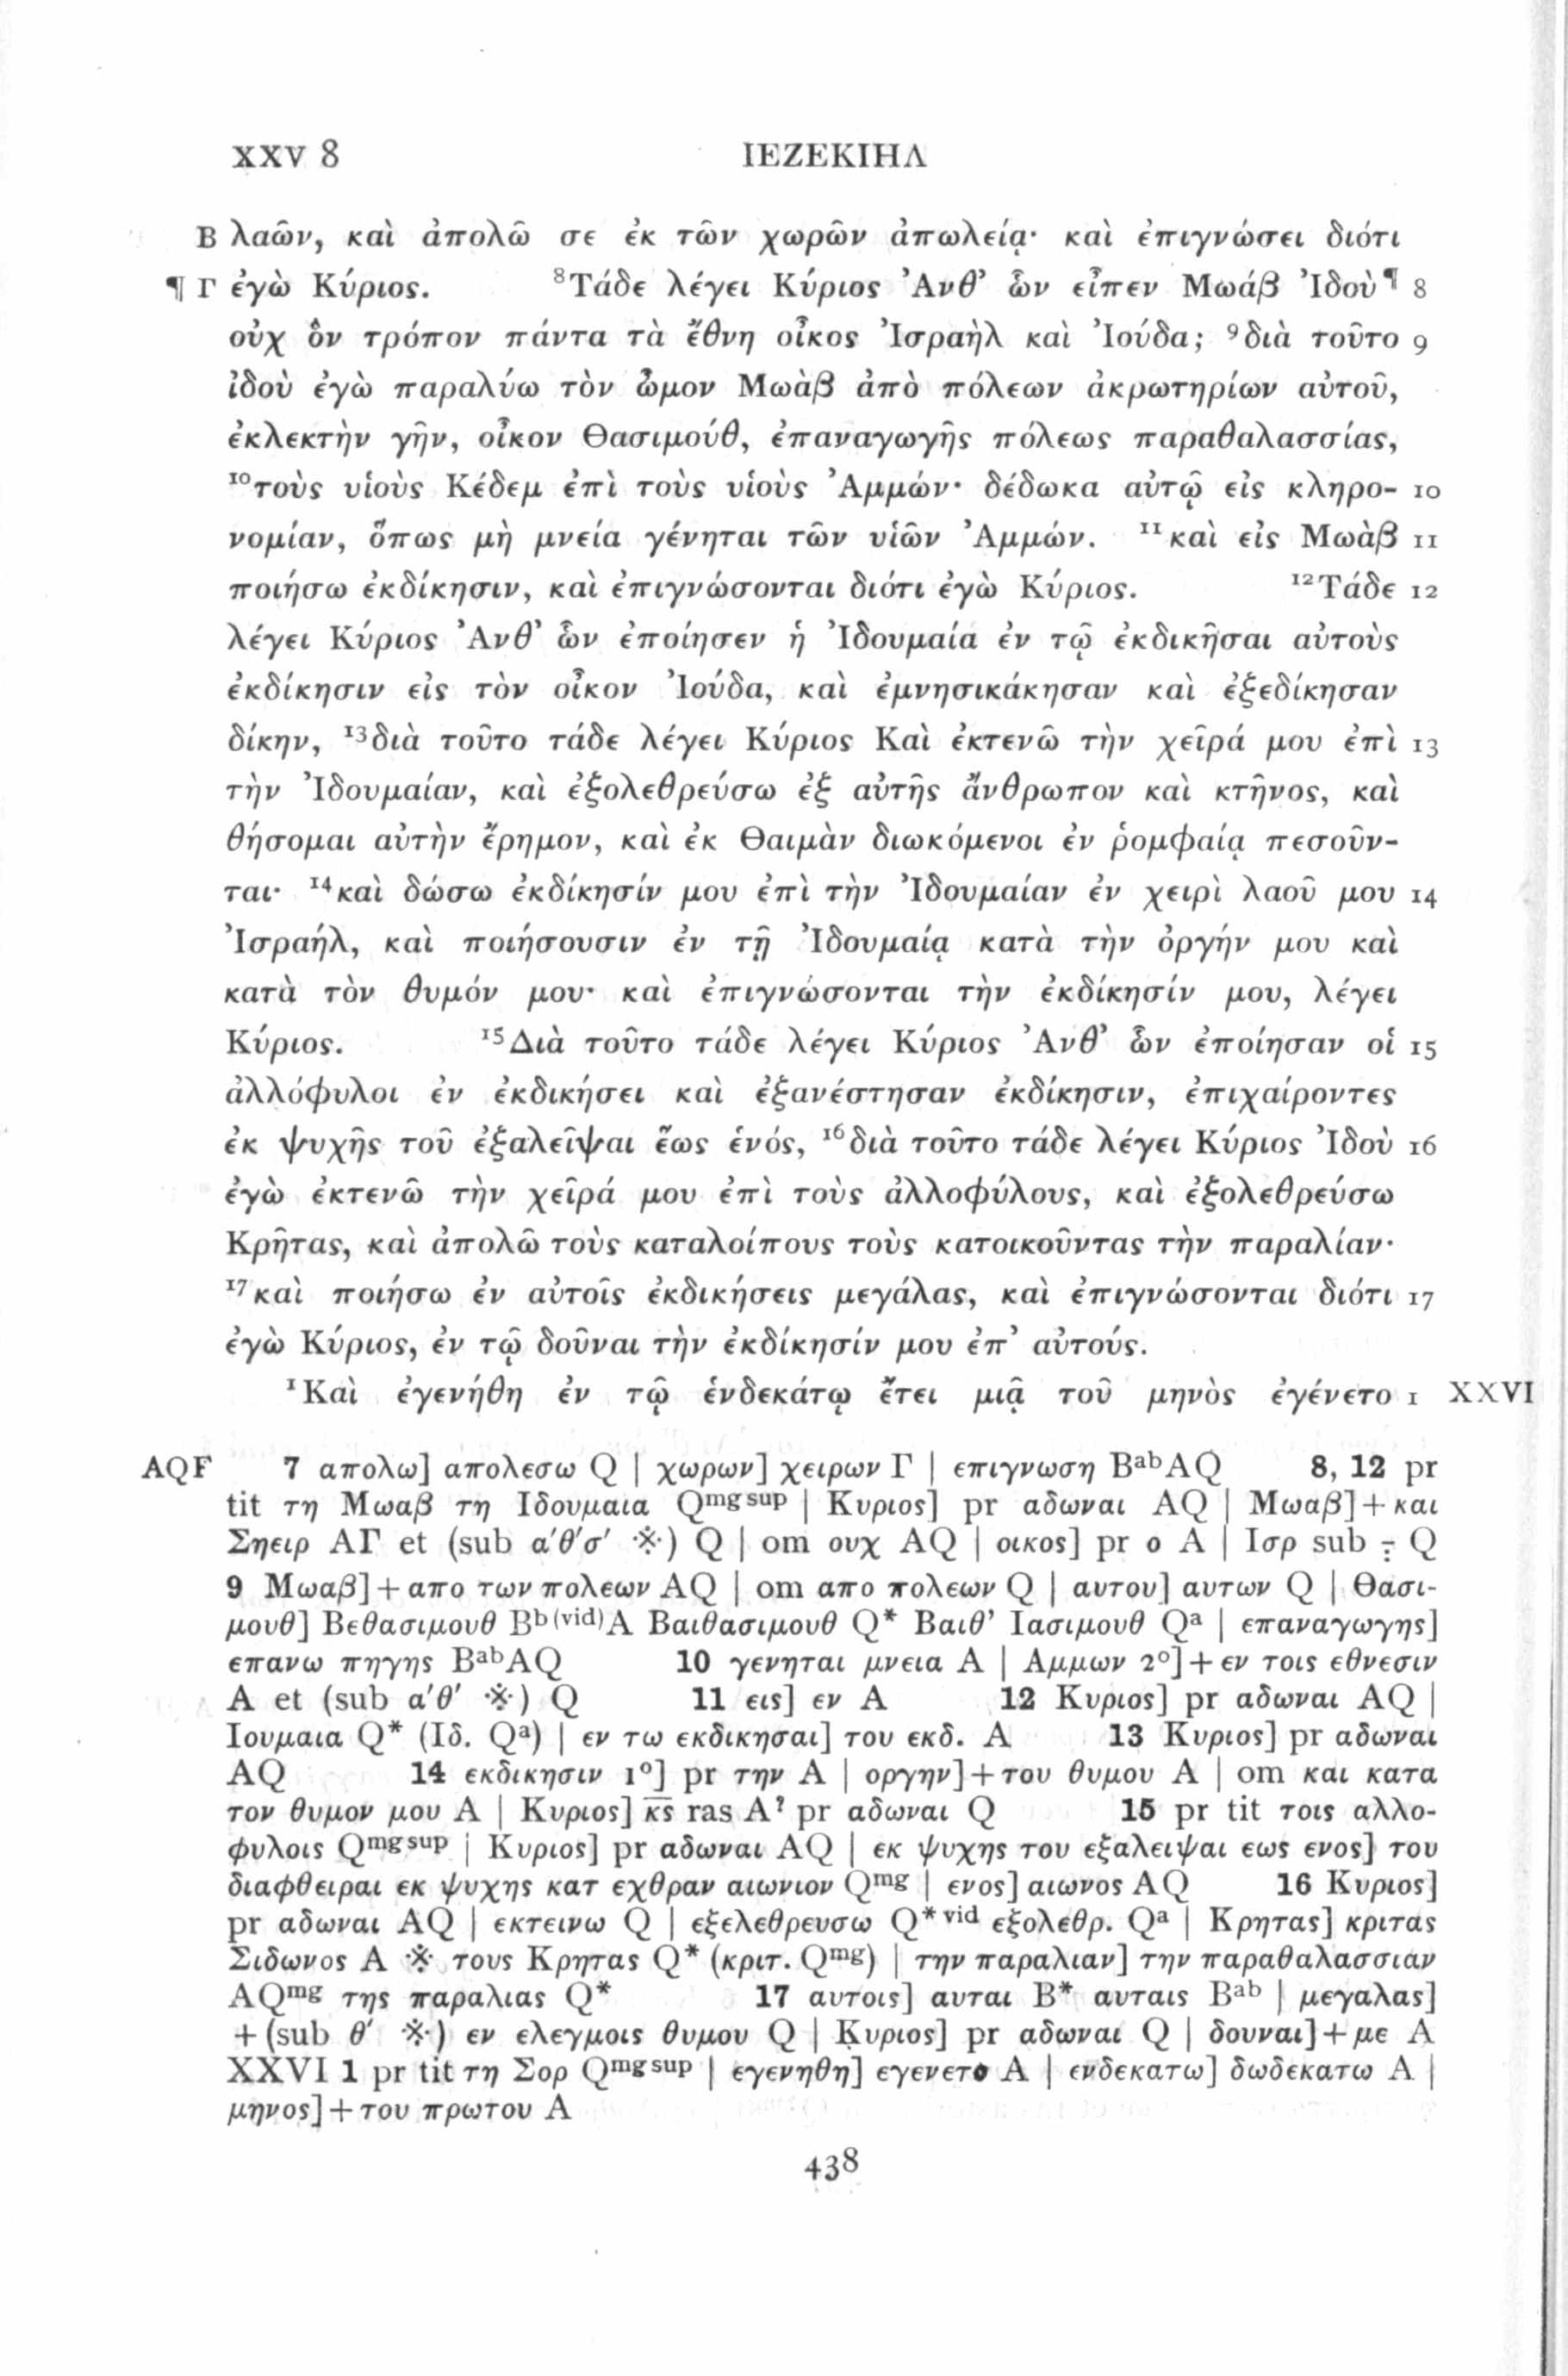 XXV 8 ΙΕΖΕΚΙΗΛ
B λαῶν, καὶ ἀπολῶ σε ἐκ τῶν χωρῶν ἀπωλείᾳ· καὶ ἐπιγνώσει διότι
¶ Γ ἐγὼ Κύριος. ⁸Τάδε λέγει Κύριος Ἀνθ’ ὧν εἶπεν Μωάβ Ἰδοὺ¶ 8
οὐχ ὃν τρόπον πάντα τὰ ἔθνη οἶκος Ἰσραὴλ καὶ Ἰούδα; ⁹διὰ τοῦτο 9
ἰδοὺ ἐγὼ παραλύω τὸν ὦμον Μωὰβ ἀπὸ πόλεων ἀκρωτηρίων αὐτοῦ,
ἐκλεκτὴν γῆν, οἶκον Θασιμούθ, ἐπαναγωγῆς πόλεως παραθαλασσίας,
¹⁰τοὺς υἱοὺς Κέδεμ ἐπὶ τοὺς υἱοὺς Ἀμμών· δέδωκα αὐτῷ εἰς κληρο- 10
νομίαν, ὅπως μὴ μνεία γένηται τῶν υἱῶν Ἀμμών. ¹¹καὶ εἰς Μωὰβ 11
ποιήσω ἐκδίκησιν, καὶ ἐπιγνώσονται διότι ἐγὼ Κύριος. ¹²Τάδε 12
λέγει Κύριος Ἀνθ’ ὧν ἐποίησεν ἡ Ἰδουμαία ἐν τῷ ἐκδικῆσαι αὐτοὺς
ἐκδίκησιν εἰς τὸν οἶκον Ἰούδα, καὶ ἐμνησικάκησαν καὶ ἐξεδίκησαν
δίκην, ¹³διὰ τοῦτο τάδε λέγει Κύριος Καὶ ἐκτενῶ τὴν χεῖρά μου ἐπὶ 13
τὴν Ἰδουμαίαν, καὶ ἐξολεθρεύσω ἐξ αὐτῆς ἄνθρωπον καὶ κτῆνος, καὶ
θήσομαι αὐτὴν ἔρημον, καὶ ἐκ Θαιμὰν διωκόμενοι ἐν ῥομφαίᾳ πεσοῦν-
ται· ¹⁴καὶ δώσω ἐκδίκησίν μου ἐπὶ τὴν Ἰδουμαίαν ἐν χειρὶ λαοῦ μου 14
Ἰσραήλ, καὶ ποιήσουσιν ἐν τῇ Ἰδουμαίᾳ κατὰ τὴν ὀργήν μου καὶ
κατὰ τὸν θυμόν μου· καὶ ἐπιγνώσονται τὴν ἐκδίκησίν μου, λέγει
Κύριος. ¹⁵Διὰ τοῦτο τάδε λέγει Κύριος Ἀνθ’ ὧν ἐποίησαν οἱ 15
ἀλλόφυλοι ἐν ἐκδικήσει καὶ ἐξανέστησαν ἐκδίκησιν, ἐπιχαίροντες
ἐκ ψυχῆς τοῦ ἐξαλεῖψαι ἕως ἑνός, ¹⁶διὰ τοῦτο τάδε λέγει Κύριος Ἰδοὺ 16
ἐγὼ ἐκτενῶ τὴν χεῖρά μου ἐπὶ τοὺς ἀλλοφύλους, καὶ ἐξολεθρεύσω
Κρῆτας, καὶ ἀπολῶ τοὺς καταλοίπους τοὺς κατοικοῦντας τὴν παραλίαν·
¹⁷καὶ ποιήσω ἐν αὐτοῖς ἐκδικήσεις μεγάλας, καὶ ἐπιγνώσονται διότι 17
ἐγὼ Κύριος, ἐν τῷ δοῦναι τὴν ἐκδίκησίν μου ἐπ’ αὐτούς.
¹Καὶ ἐγενήθη ἐν τῷ ἑνδεκάτῳ ἔτει μιᾷ τοῦ μηνὸς ἐγένετο 1 XXVI
AQΓ 7 απολω] απολεσω Q | χωρων] χειρων Γ | επιγνωση BᵃᵇAQ 8, 12 pr
tit τη Μωαβ τη Ιδουμαια Qᵐᵍ ˢᵘᵖ | Κυριος] pr αδωναι AQ | Μωαβ]+και
Σηειρ AΓ et (sub α′θ′σ′ ※) Q | om ουχ AQ | οικος] pr ο A | Ισρ sub ÷ Q
9 Μωαβ]+απο των πολεων AQ | om απο πολεων Q | αυτου] αυτων Q | Θασι-
μουθ] Βεθασιμουθ Bᵇ⁽ᵛⁱᵈ⁾A Βαιθασιμουθ Q* Βαιθ’ Ιασιμουθ Qᵃ | επαναγωγης]
επανω πηγης BᵃᵇAQ 10 γενηται μνεια A | Αμμων 2°]+εν τοις εθνεσιν
A et (sub α′θ′ ※) Q 11 εις] εν A 12 Κυριος] pr αδωναι AQ |
Ιουμαια Q* (Ιδ. Qᵃ) | εν τω εκδικησαι] του εκδ. A 13 Κυριος] pr αδωναι
AQ 14 εκδικησιν 1°] pr την A | οργην]+του θυμου A | om και κατα
τον θυμον μου A | Κυριος] κ̅ς̅ ras A? pr αδωναι Q 15 pr tit τοις αλλο-
φυλοις Qᵐᵍ ˢᵘᵖ | Κυριος] pr αδωναι AQ | εκ ψυχης του εξαλειψαι εως ενος] του
διαφθειραι εκ ψυχης κατ εχθραν αιωνιον Qᵐᵍ | ενος] αιωνος AQ 16 Κυριος]
pr αδωναι AQ | εκτεινω Q | εξελεθρευσω Q* ᵛⁱᵈ εξολεθρ. Qᵃ | Κρητας] κριτας
Σιδωνος A ※ τους Κρητας Q* (κριτ. Qᵐᵍ) | την παραλιαν] την παραθαλασσιαν
AQᵐᵍ της παραλιας Q* 17 αυτοις] αυται B* αυταις Bᵃᵇ | μεγαλας]
+(sub θ′ ※) εν ελεγμοις θυμου Q | Κυριος] pr αδωναι Q | δουναι]+με A
XXVI 1 pr tit τη Σορ Qᵐᵍ ˢᵘᵖ | εγενηθη] εγενετο A | ενδεκατω] δωδεκατω A |
μηνος]+του πρωτου A
438